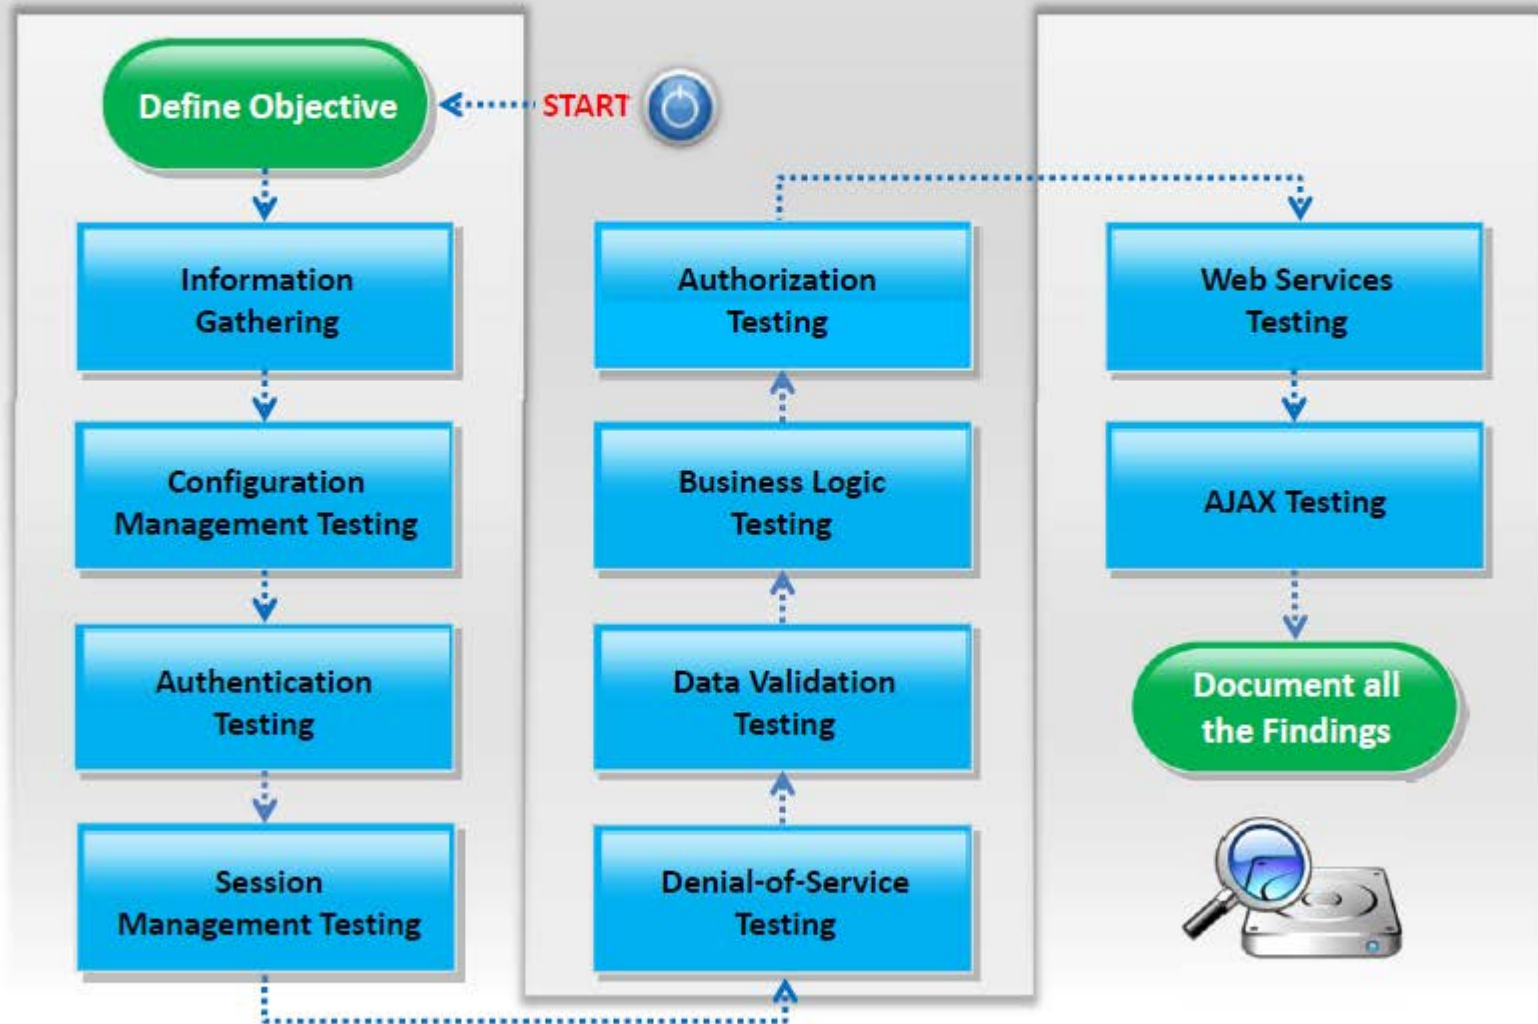 START
Define Objective
Information
Gathering
Configuration
Management Testing
Authentication
Testing
Session
Management Testing
Denial-of-Service
Testing
Data Validation
Testing
Business Logic
Testing
Authorization
Testing
Web Services
Testing
AJAX Testing
Document all
the Findings